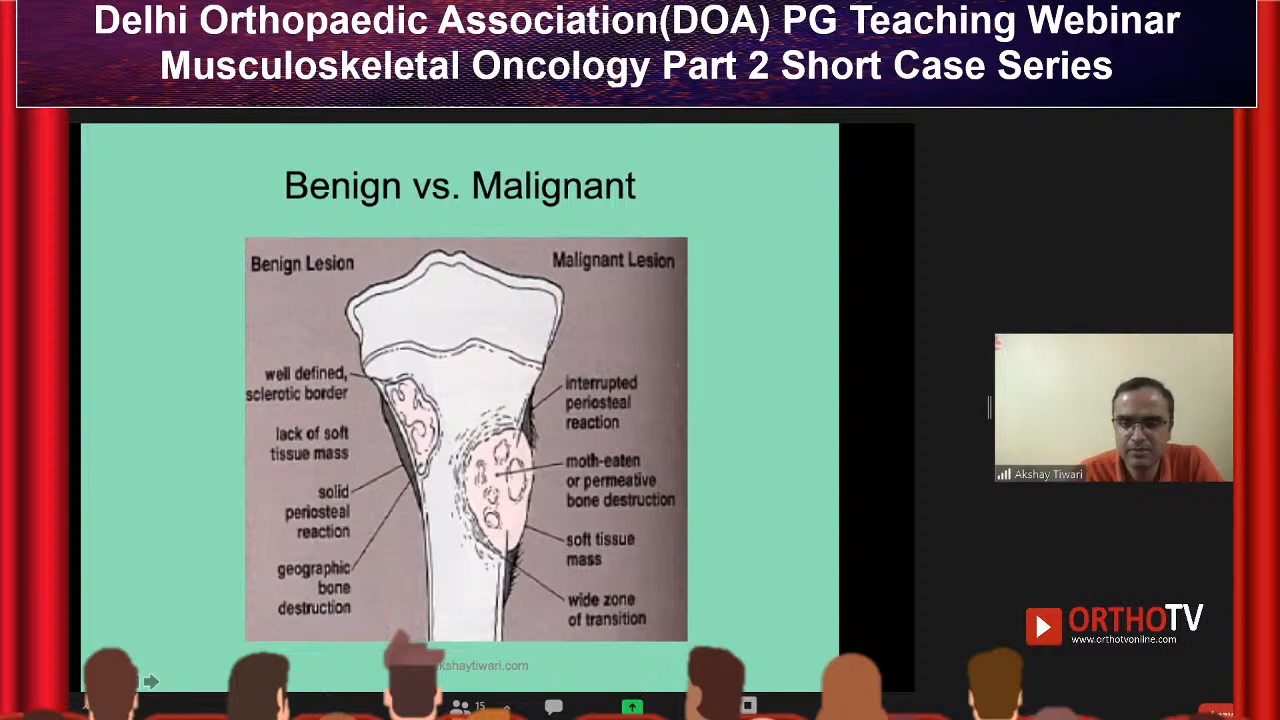 Delhi Orthopaedic Association(DOA) PG Teaching Webinar
Musculoskeletal Oncology Part 2 Short Case Series
Benign vs. Malignant
Benign Lesion
Malignant Lesion
well defined,
sclerotic border
lack of soft
tissue mass
solid
periosteal
reaction
geographic
bone
destruction
interrupted
periosteal
reaction
moth-eaten
or permeative
bone destruction
soft tissue
mass
wide zone
of transition
Akshay Tiwari
ORTHOTV
www.orthotvonline.com
kshaytiwari.com
15